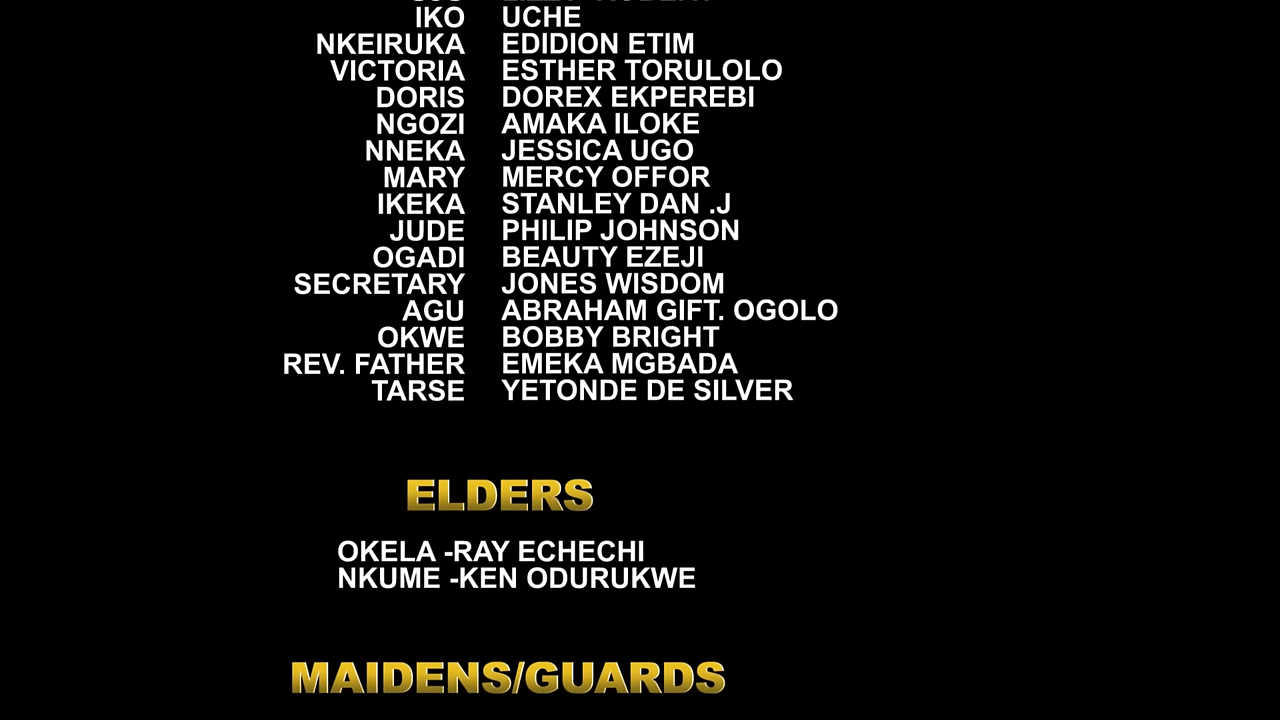 IKO UCHE
NKEIRUKA EDIDION ETIM
VICTORIA ESTHER TORULOLO
DORIS DOREX EKPEREBI
NGOZI AMAKA ILOKE
NNEKA JESSICA UGO
MARY MERCY OFFOR
IKEKA STANLEY DAN .J
JUDE PHILIP JOHNSON
OGADI BEAUTY EZEJI
SECRETARY JONES WISDOM
AGU ABRAHAM GIFT. OGOLO
OKWE BOBBY BRIGHT
REV. FATHER EMEKA MGBADA
TARSE YETONDE DE SILVER
ELDERS
OKELA -RAY ECHECHI
NKUME -KEN ODURUKWE
MAIDENS/GUARDS